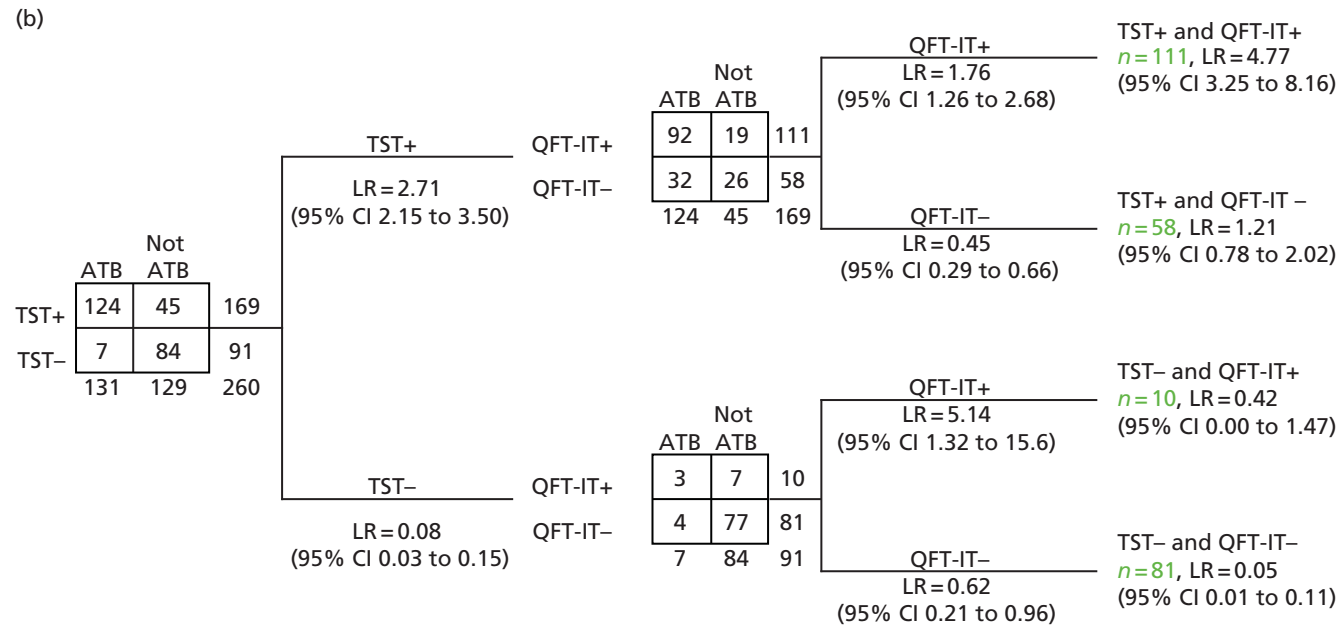 (b)
ATB Not ATB
TST+ 124 45 169
TST– 7 84 91
131 129 260
TST+
LR = 2.71
(95% CI 2.15 to 3.50)
TST–
LR = 0.08
(95% CI 0.03 to 0.15)
ATB Not ATB
QFT-IT+ 92 19 111
QFT-IT– 32 26 58
124 45 169
QFT-IT+
LR = 1.76
(95% CI 1.26 to 2.68)
QFT-IT–
LR = 0.45
(95% CI 0.29 to 0.66)
TST+ and QFT-IT+
n = 111, LR = 4.77
(95% CI 3.25 to 8.16)
TST+ and QFT-IT –
n = 58, LR = 1.21
(95% CI 0.78 to 2.02)
ATB Not ATB
QFT-IT+ 3 7 10
QFT-IT– 4 77 81
7 84 91
QFT-IT+
LR = 5.14
(95% CI 1.32 to 15.6)
QFT-IT–
LR = 0.62
(95% CI 0.21 to 0.96)
TST– and QFT-IT+
n = 10, LR = 0.42
(95% CI 0.00 to 1.47)
TST– and QFT-IT–
n = 81, LR = 0.05
(95% CI 0.01 to 0.11)